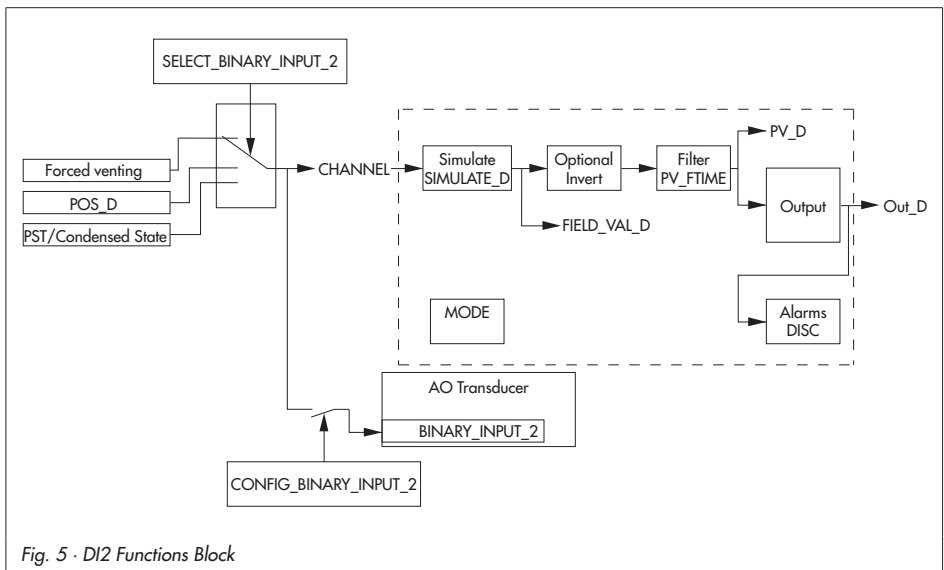 SELECT_BINARY_INPUT_2
Forced venting
POS_D
PST/Condensed State
CHANNEL
Simulate
SIMULATE_D
Optional
Invert
Filter
PV_FTIME
PV_D
FIELD_VAL_D
Output
Out_D
MODE
Alarms
DISC
AO Transducer
BINARY_INPUT_2
CONFIG_BINARY_INPUT_2
Fig. 5 · DI2 Functions Block